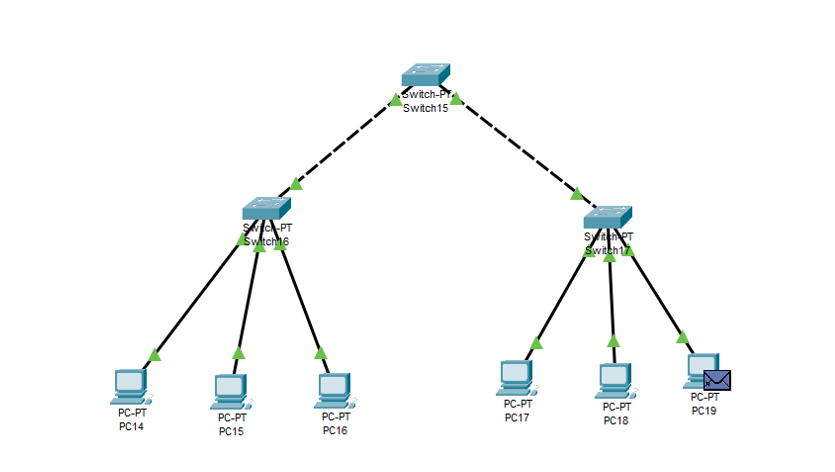 Switch-PT
Switch15
Switch-PT
Switch16
Switch-PT
Switch17
PC-PT
PC14
PC-PT
PC15
PC-PT
PC16
PC-PT
PC17
PC-PT
PC18
PC-PT
PC19